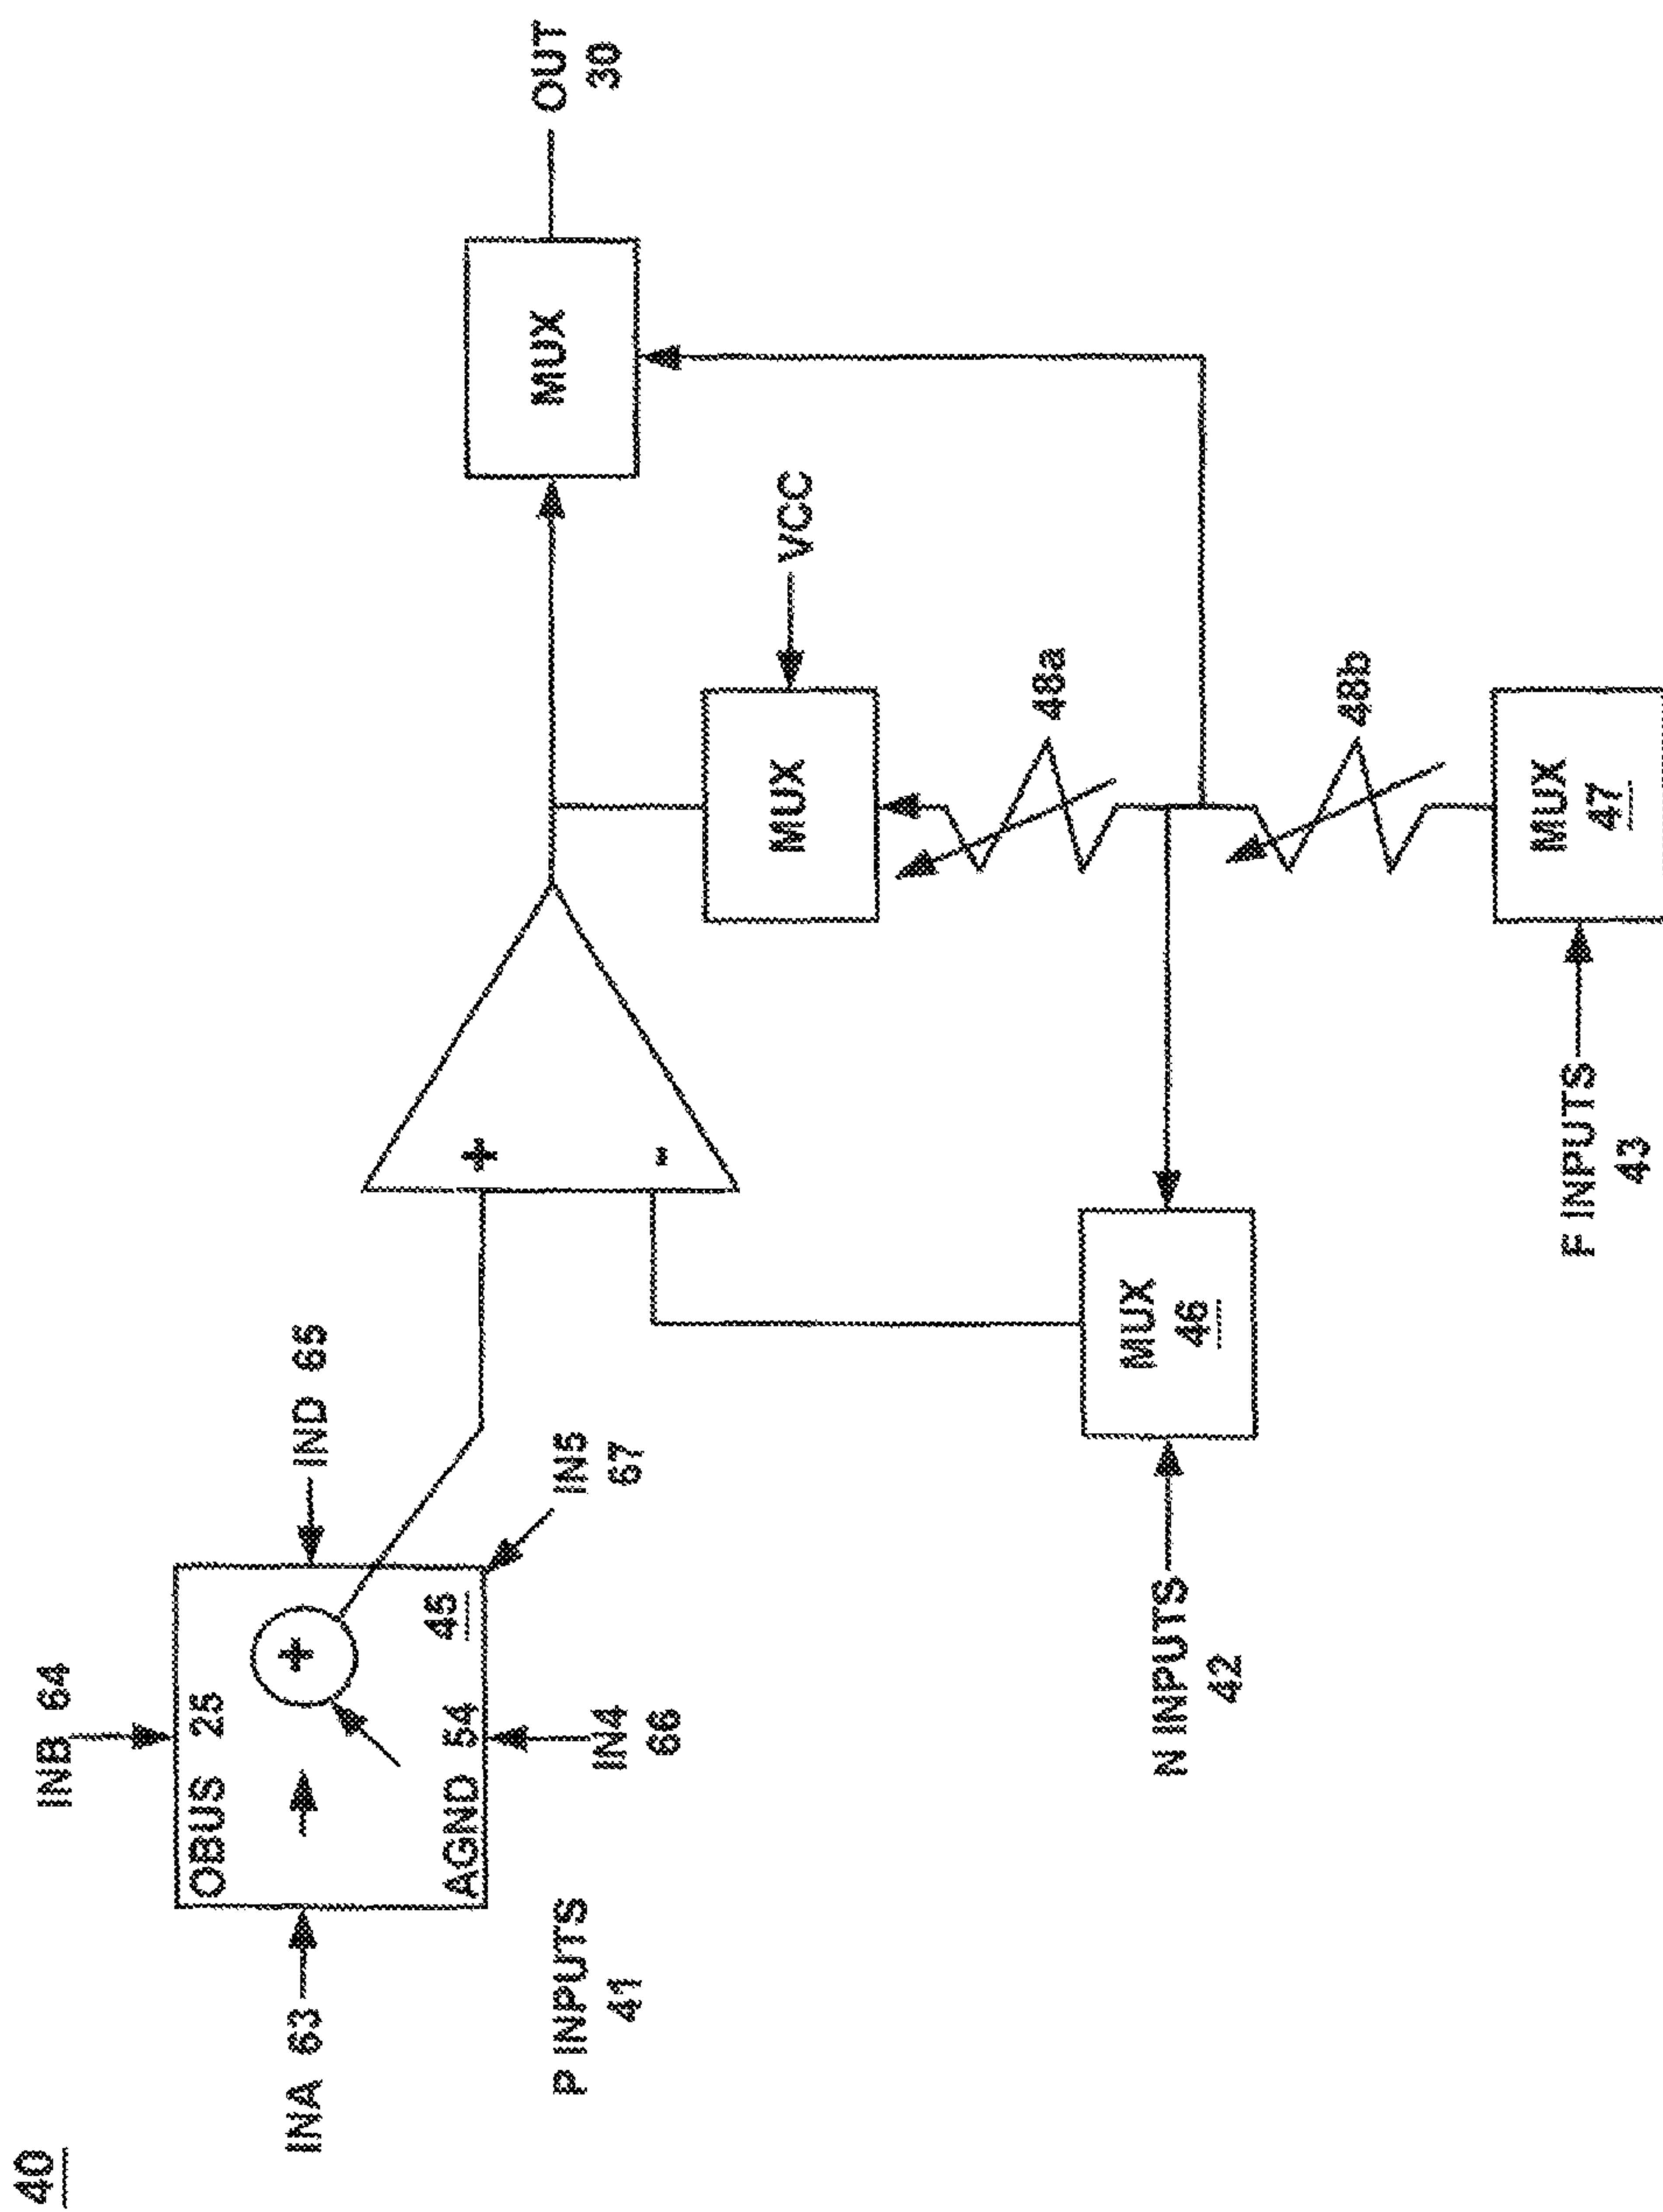 40
INB 64
INA 63
OBUS 25
+
AGND 54
45
IND 65
IN5
67
IN4
66
P INPUTS
41
+
-
MUX
OUT
30
MUX
VCC
48a
48b
MUX
46
N INPUTS
42
MUX
47
F INPUTS
43